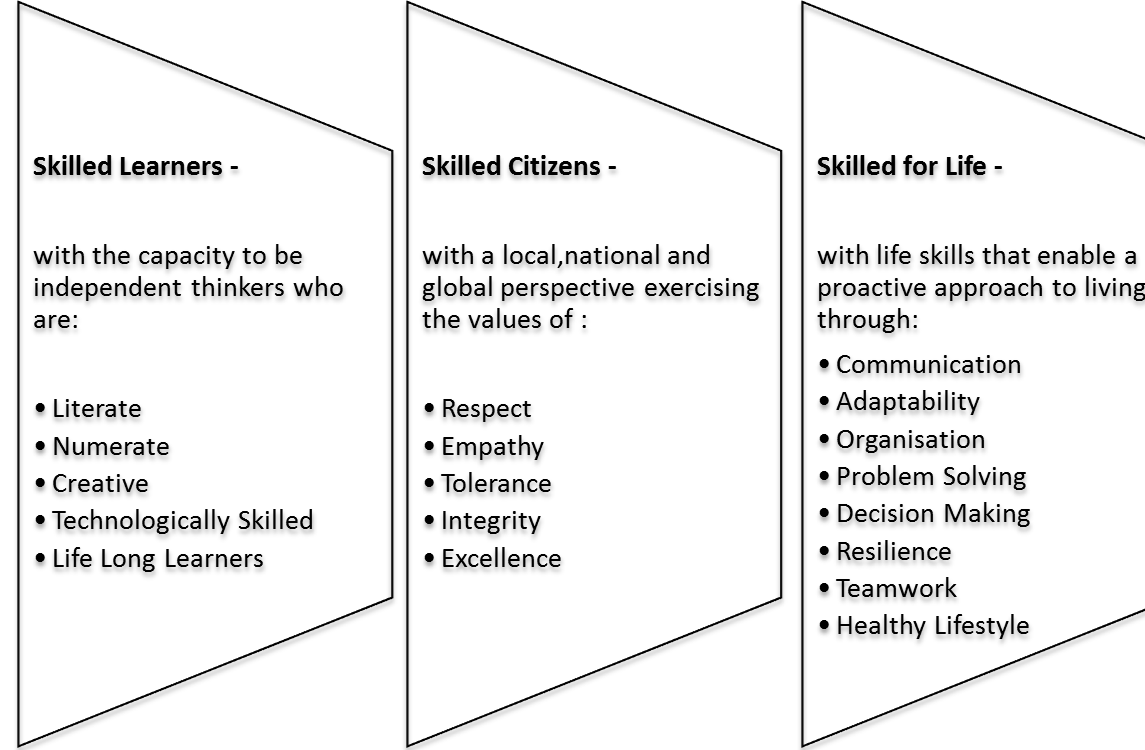 Skilled Learners -
with the capacity to be
independent thinkers who
are:
• Literate
• Numerate
• Creative
• Technologically Skilled
• Life Long Learners
Skilled Citizens -
with a local,national and
global perspective exercising
the values of :
• Respect
• Empathy
• Tolerance
• Integrity
• Excellence
Skilled for Life -
with life skills that enable a
proactive approach to living
through:
• Communication
• Adaptability
• Organisation
• Problem Solving
• Decision Making
• Resilience
• Teamwork
• Healthy Lifestyle